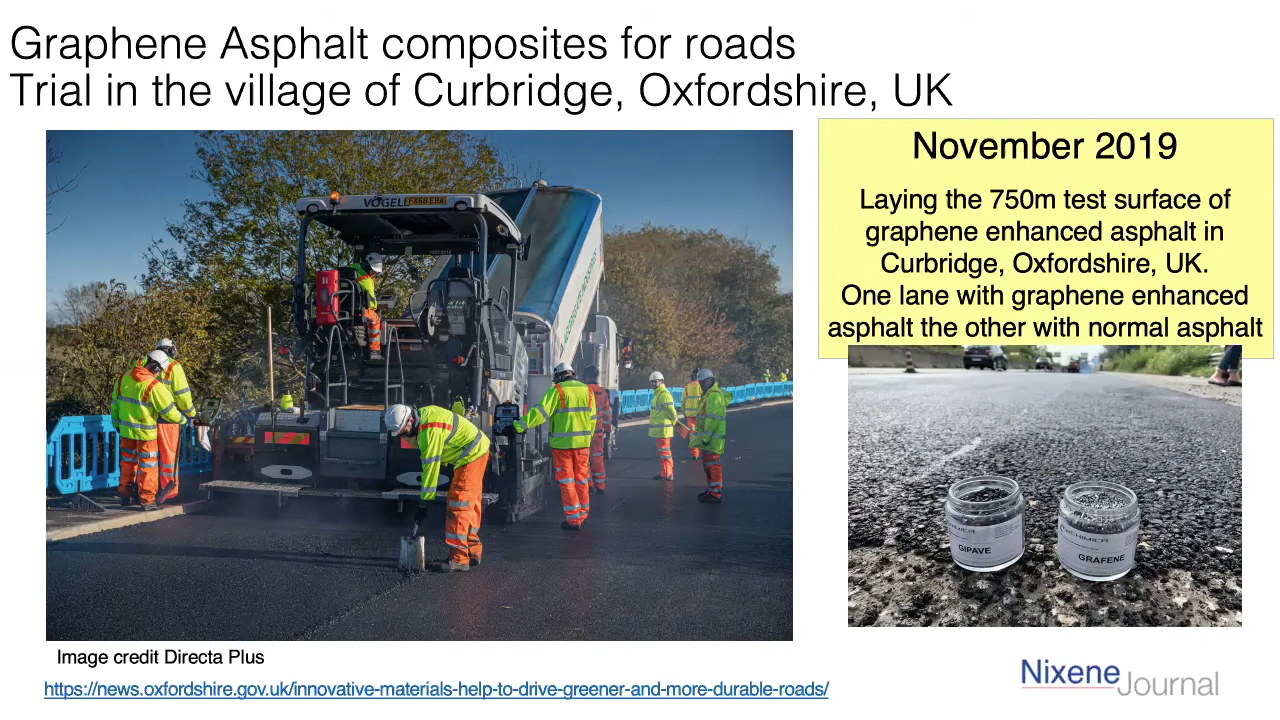 Graphene Asphalt composites for roads
Trial in the village of Curbridge, Oxfordshire, UK
November 2019
Laying the 750m test surface of
graphene enhanced asphalt in
Curbridge, Oxfordshire, UK.
One lane with graphene enhanced
asphalt the other with normal asphalt
VÖGELE
FX68 EBA
GIPAVE
GRAFENE
Image credit Directa Plus
https://news.oxfordshire.gov.uk/innovative-materials-help-to-drive-greener-and-more-durable-roads/
Nixene
Journal